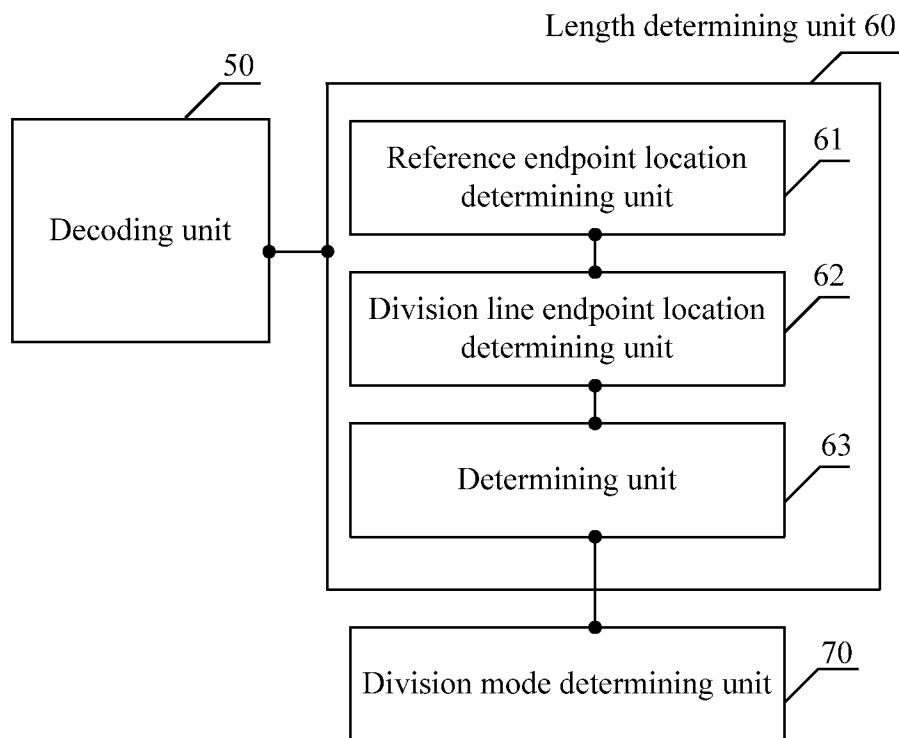 Length determining unit 60
50
Decoding unit
61
Reference endpoint location
determining unit
62
Division line endpoint location
determining unit
63
Determining unit
70
Division mode determining unit